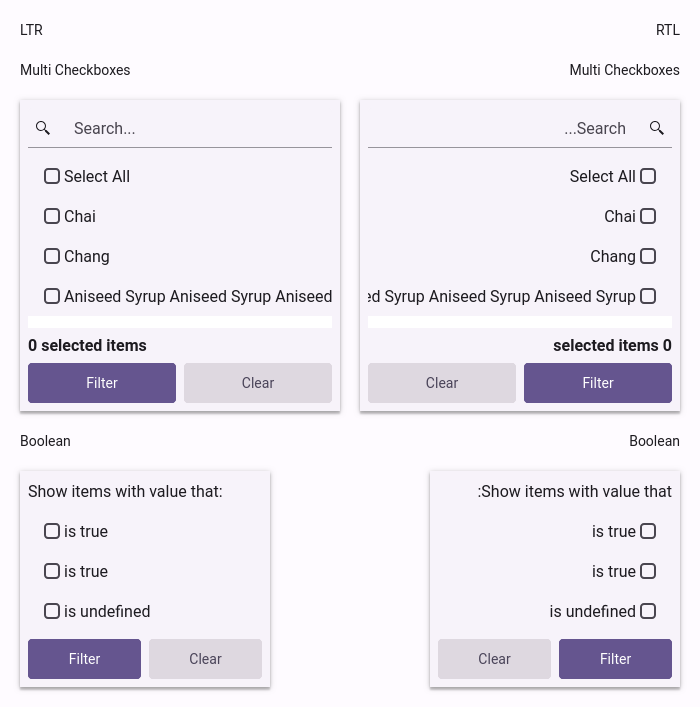 LTR
RTL
Multi Checkboxes
Multi Checkboxes
Search...
Select All
Chai
Chang
Aniseed Syrup Aniseed Syrup Aniseed
0 selected items
Filter
Clear
...Search
Select All
Chai
Chang
ed Syrup Aniseed Syrup Aniseed Syrup
selected items 0
Clear
Filter
Boolean
Boolean
Show items with value that:
is true
is true
is undefined
Filter
Clear
:Show items with value that
is true
is true
is undefined
Clear
Filter